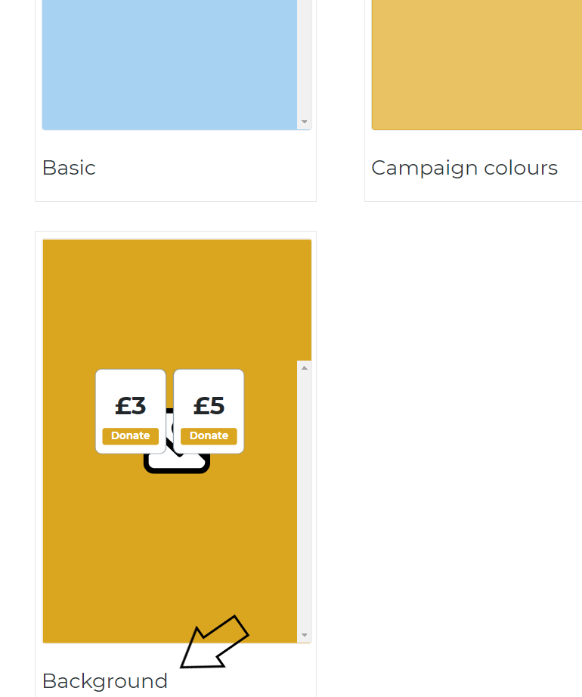 Basic
Campaign colours
£3
£5
Donate
Donate
Background